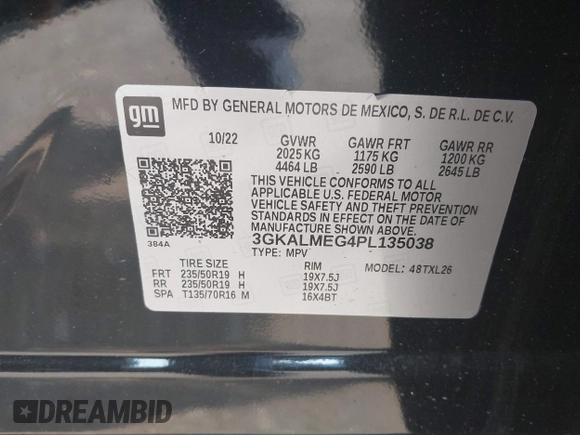 gm MFD BY GENERAL MOTORS DE MEXICO, S. DE R.L. DE C.V.
10/22 GVWR GAWR FRT GAWR RR
2025 KG 1175 KG 1200 KG
4464 LB 2590 LB 2645 LB
THIS VEHICLE CONFORMS TO ALL
APPLICABLE U.S. FEDERAL MOTOR
VEHICLE SAFETY AND THEFT
PREVENTION STANDARDS IN EFFECT
ON THE DATE OF
MANUFACTURE SHOWN ABOVE.
384A
3GKALMEG4PL135038
TYPE: MPV
TIRE SIZE RIM MODEL: 48TXL26
FRT 235/50R19 H 19X7.5J
RR 235/50R19 H 19X7.5J
SPA T135/70R16 M 16X4BT
DREAMBID